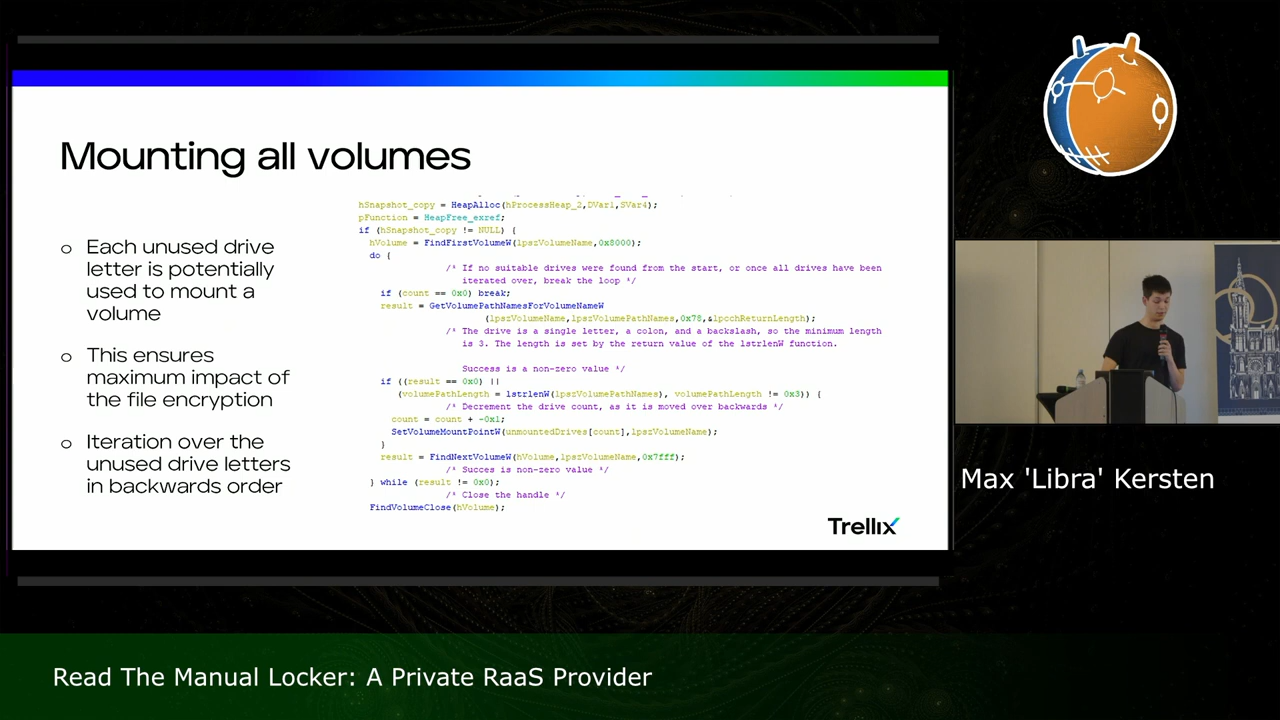 Mounting all volumes
o Each unused drive
letter is potentially
used to mount a
volume
o This ensures
maximum impact of
the file encryption
o Iteration over the
unused drive letters
in backwards order
hSnapshot_copy = HeapAlloc(hProcessHeap_2,DVar1,SVar4);
pFunction = HeapFree_exref;
if (hSnapshot_copy != NULL) {
hVolume = FindFirstVolumeW(lpszVolumeName,0x8000);
do {
/* If no suitable drives were found from the start, or once all drives have been
iterated over, break the loop */
if (count == 0x0) break;
result = GetVolumePathNamesForVolumeNameW
(lpszVolumeName,lpszVolumePathNames,0x78,&lpcchReturnLength);
/* The drive is a single letter, a colon, and a backslash, so the minimum length
is 3. The length is set by the return value of the lstrlenW function.
Success is a non-zero value */
if ((result == 0x0) ||
(volumePathLength = lstrlenW(lpszVolumePathNames), volumePathLength != 0x3)) {
/* Decrement the drive count, as it is moved over backwards */
count = count + -0x1;
SetVolumeMountPointW(unmountedDrives[count],lpszVolumeName);
}
result = FindNextVolumeW(hVolume,lpszVolumeName,0x7fff);
/* Succes is non-zero value */
} while (result != 0x0);
/* Close the handle */
FindVolumeClose(hVolume);
Trellix
Max 'Libra' Kersten
Read The Manual Locker: A Private RaaS Provider